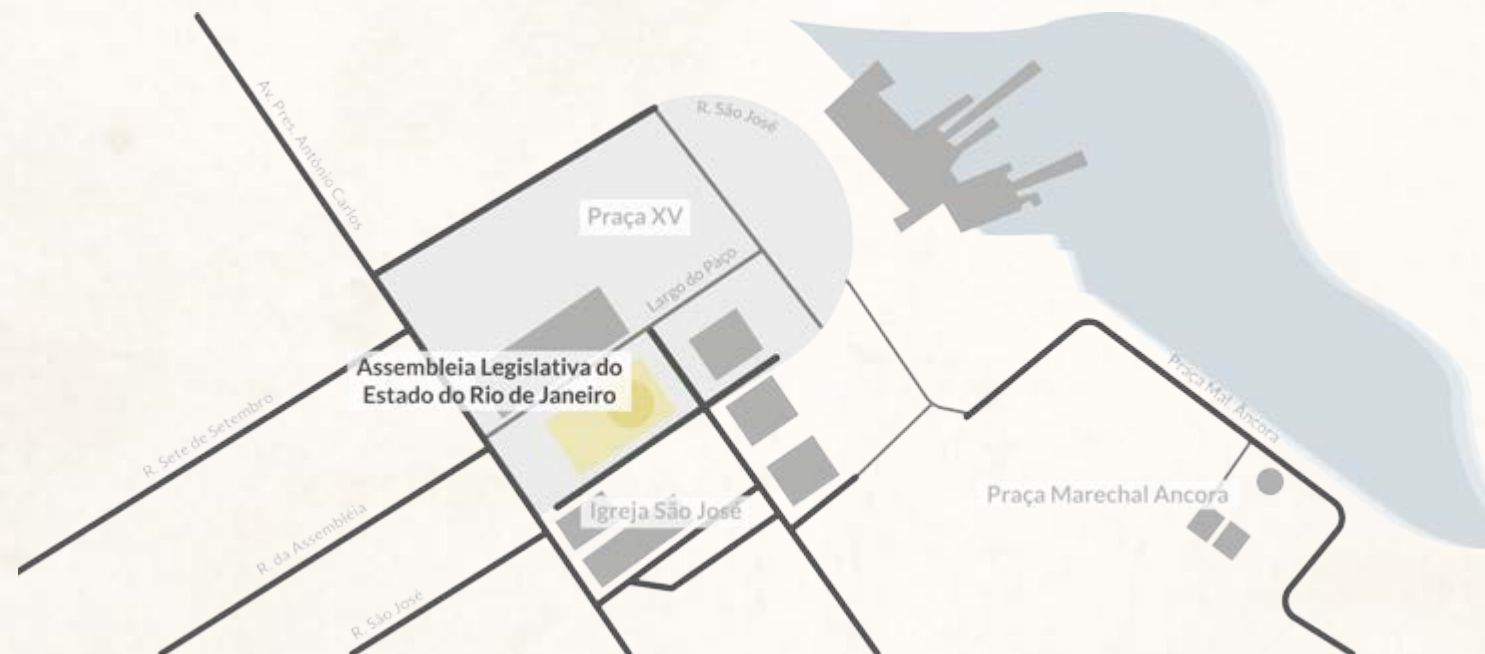 R. São José
Av. Pres. Antônio Carlos
Praça XV
Largo do Paço
Assembleia Legislativa do
Estado do Rio de Janeiro
Praça Mal. Âncora
R. Sete de Setembro
Igreja São José
Praça Marechal Ancora
R. da Assembléia
R. São José